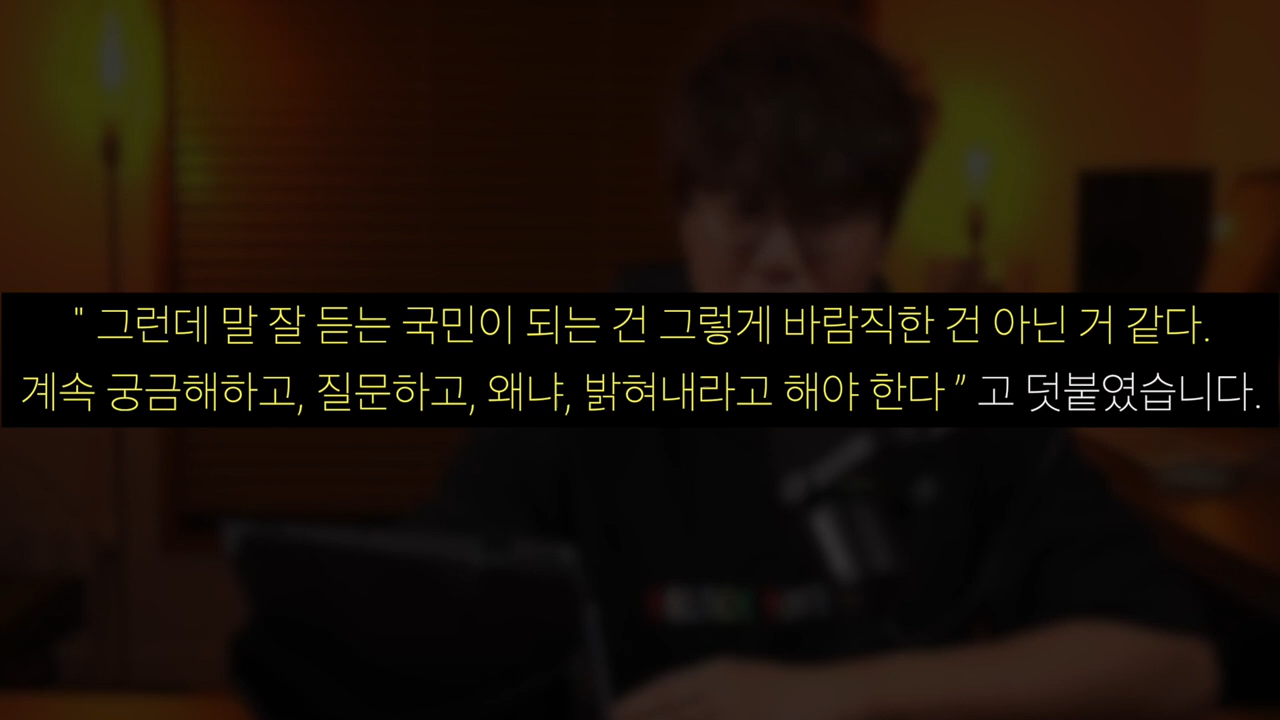 " 그런데 말 잘 듣는 국민이 되는 건 그렇게 바람직한 건 아닌 거 같다.
계속 궁금해하고, 질문하고, 왜냐, 밝혀내라고 해야 한다 " 고 덧붙였습니다.